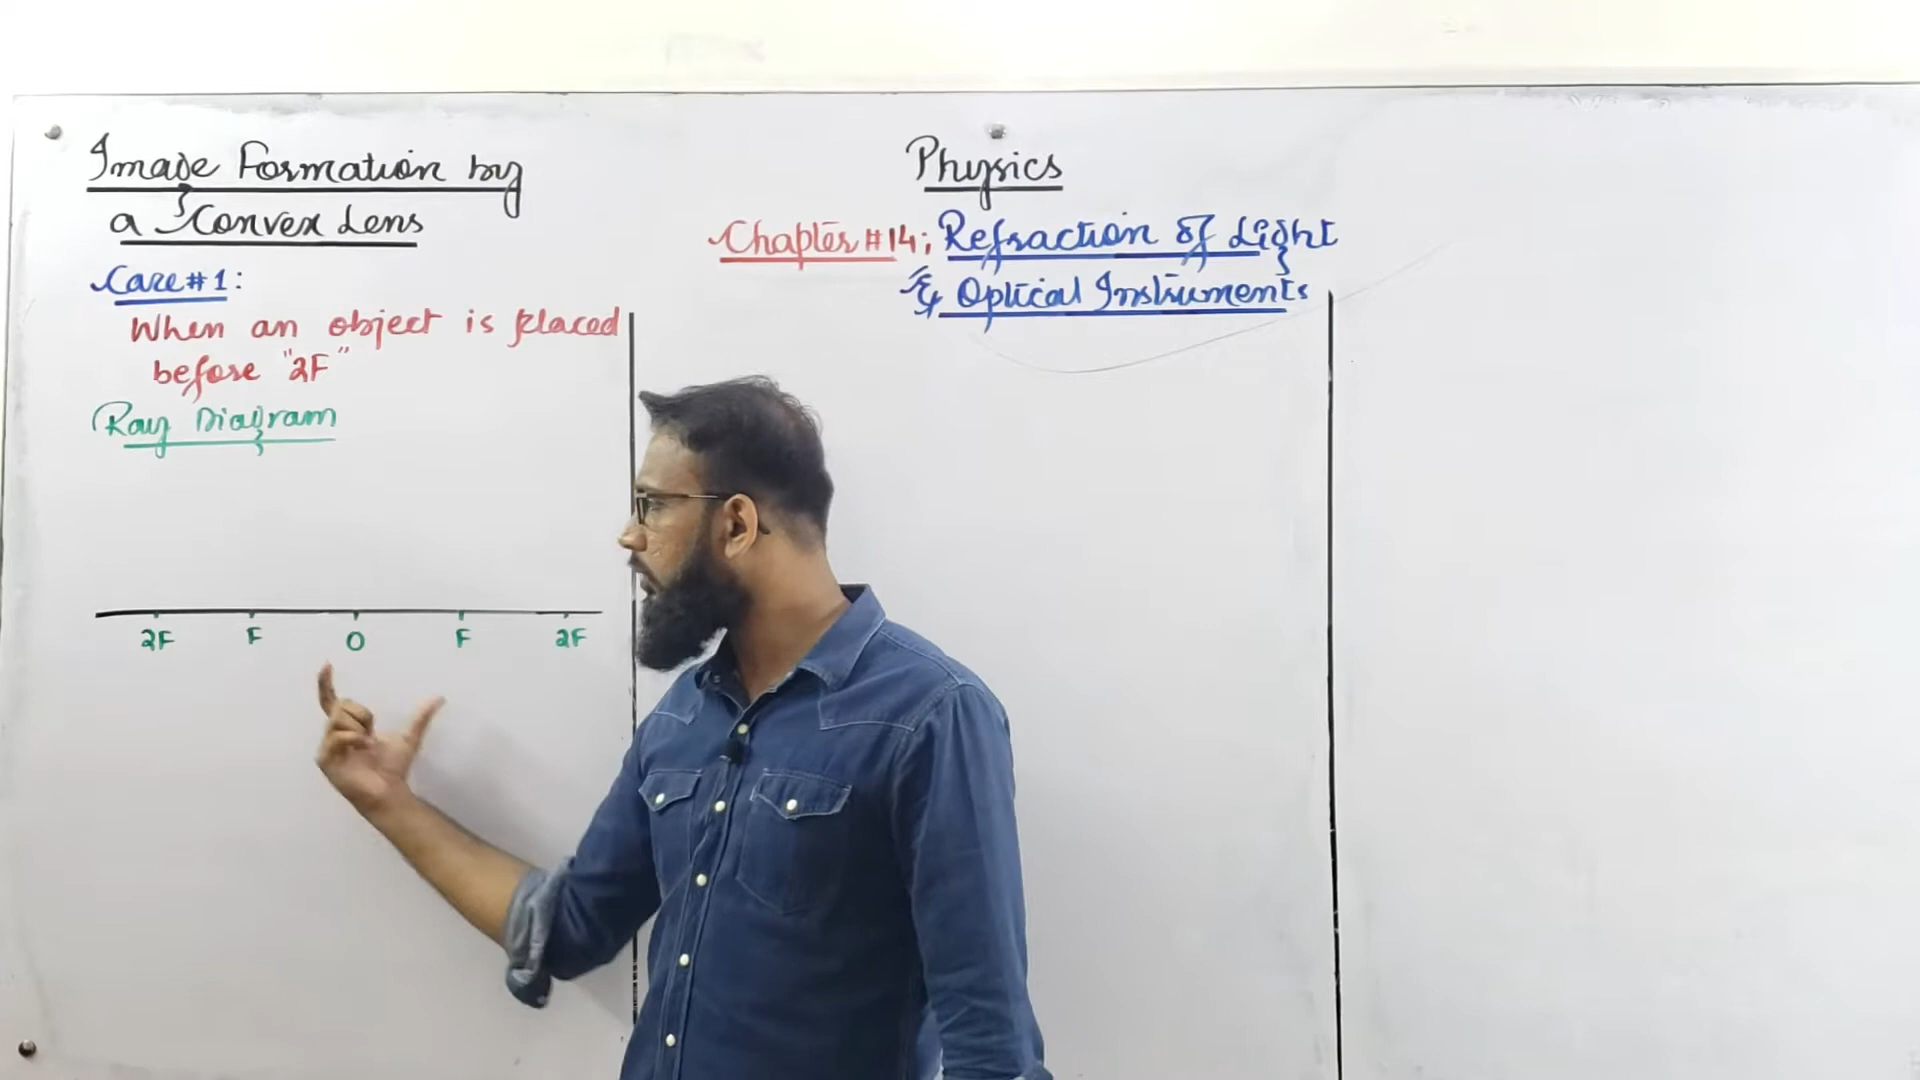 Image Formation by
a Convex Lens
Case#1:
When an object is placed
before "2F"
Ray Diagram
2F F O F 2F
Physics
Chapter #14; Refraction of Light
& Optical Instruments